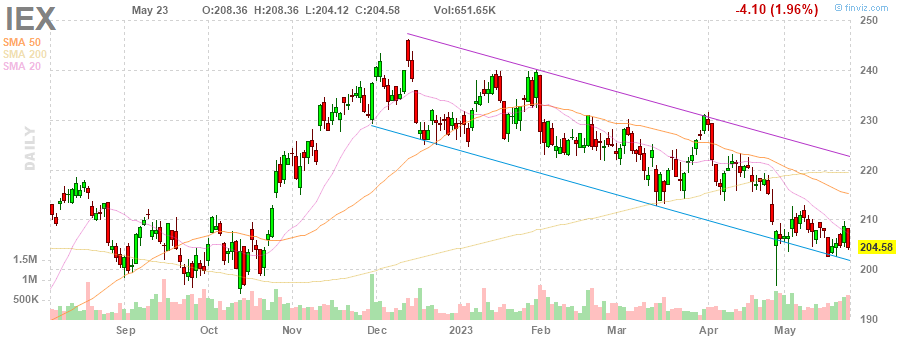 IEX
May 23 O:208.36 H:208.36 L:204.12 C:204.58 Vol:651.65K -4.10 (1.96%)
© finviz.com
SMA 50
SMA 200
SMA 20
DAILY
250
240
230
220
210
204.58
200
190
1.5M
1M
500K
Sep Oct Nov Dec 2023 Feb Mar Apr May